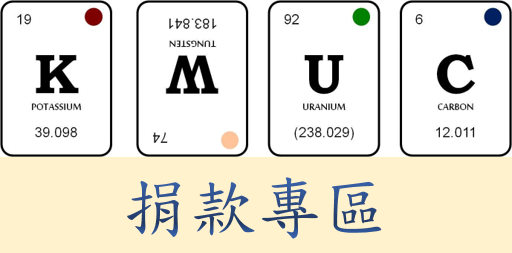 19
K
POTASSIUM
39.098
74
W
TUNGSTEN
183.841
92
U
URANIUM
(238.029)
6
C
CARBON
12.011
捐款專區